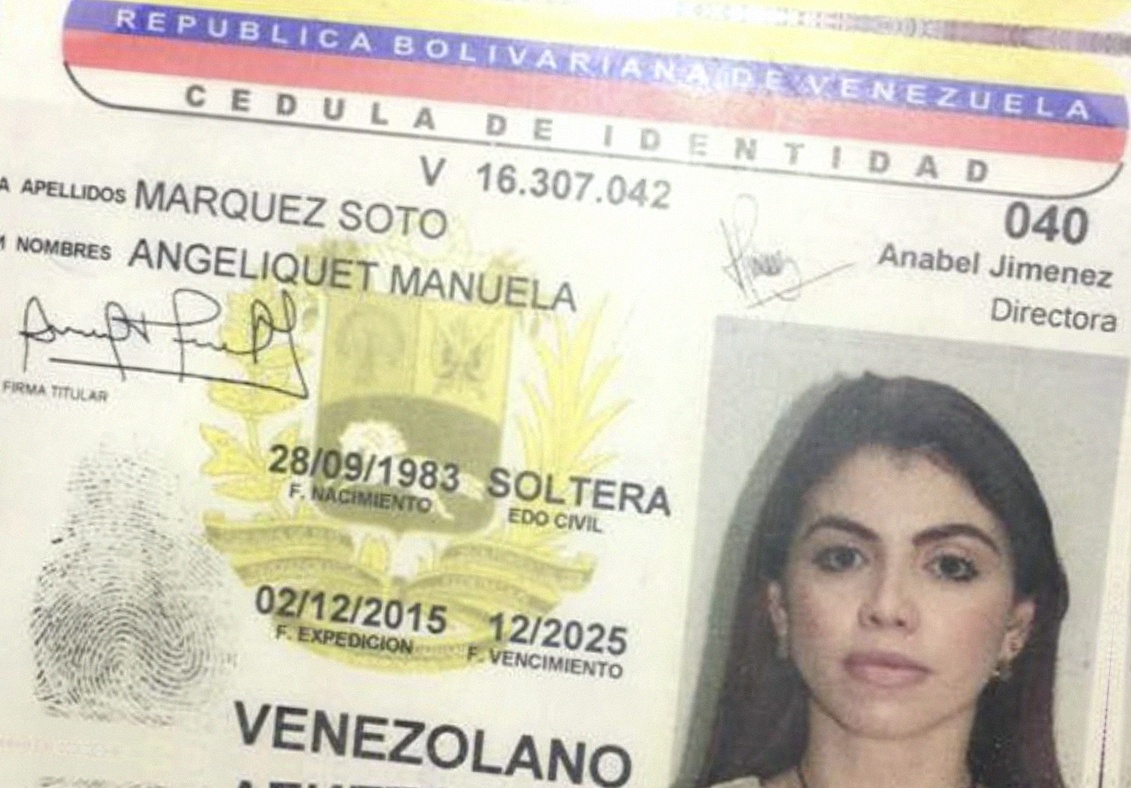 REPUBLICA BOLIVARIANA DE VENEZUELA
CEDULA DE IDENTIDAD
V 16.307.042
APELLIDOS MARQUEZ SOTO
040
NOMBRES ANGELIQUET MANUELA
Anabel Jimenez
Directora
FIRMA TITULAR
28/09/1983 SOLTERA
F. NACIMIENTO EDO CIVIL
02/12/2015 12/2025
F. EXPEDICION F. VENCIMIENTO
VENEZOLANO